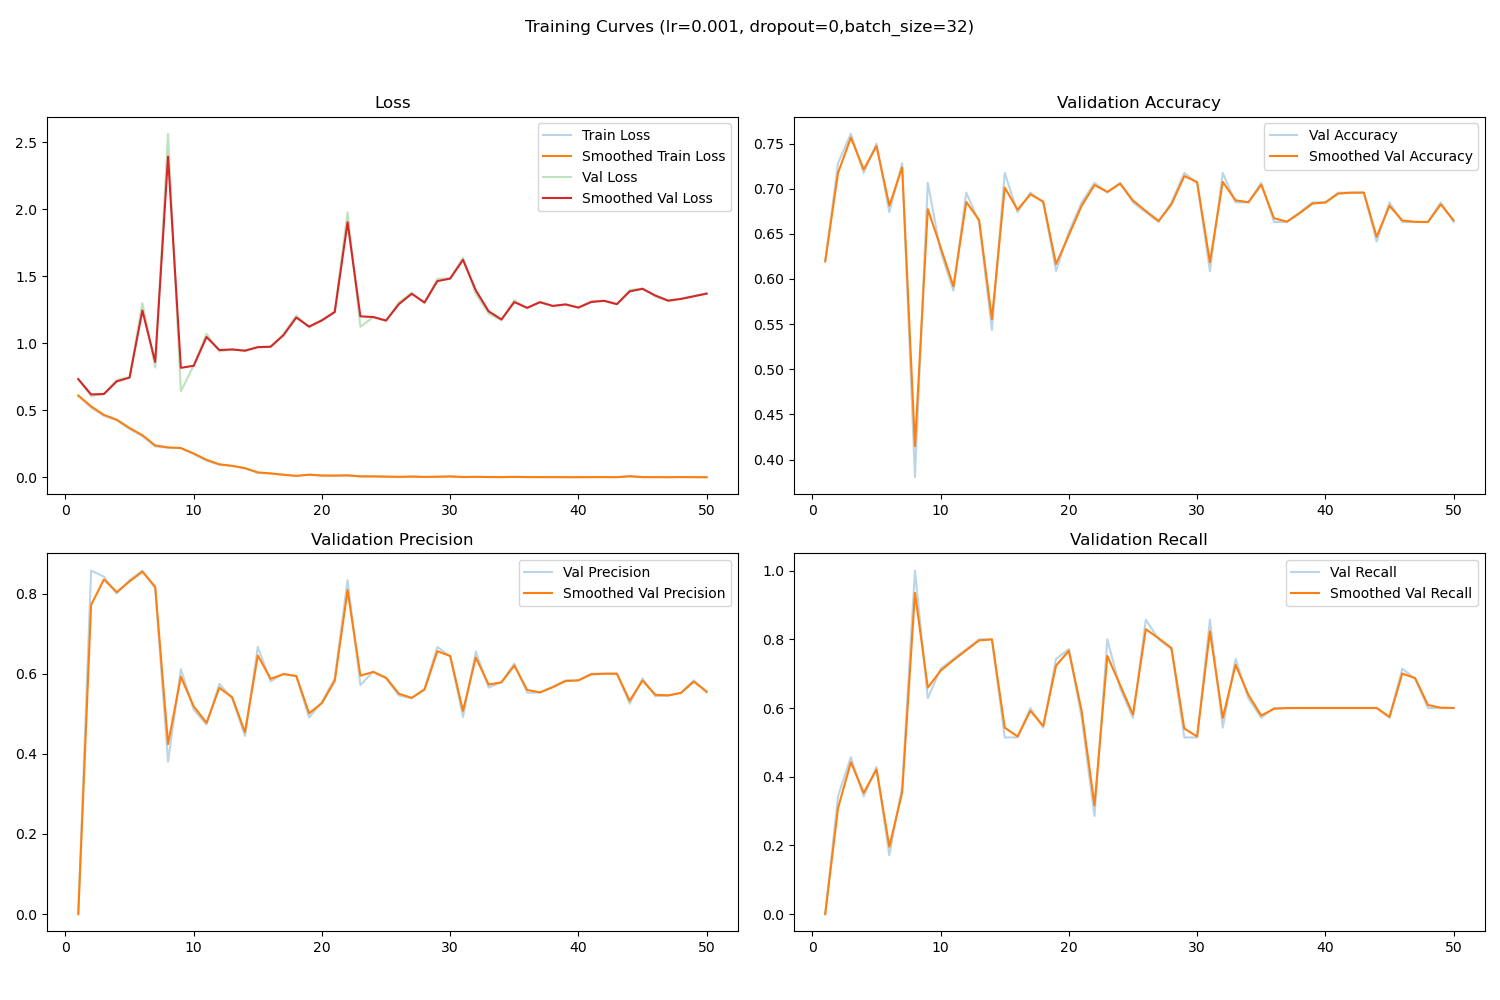 Training Curves (lr=0.001, dropout=0,batch_size=32)
Loss
Train Loss
Smoothed Train Loss
Val Loss
Smoothed Val Loss
2.5
2.0
1.5
1.0
0.5
0.0
0 10 20 30 40 50
Validation Accuracy
Val Accuracy
Smoothed Val Accuracy
0.75
0.70
0.65
0.60
0.55
0.50
0.45
0.40
0 10 20 30 40 50
Validation Precision
Val Precision
Smoothed Val Precision
0.8
0.6
0.4
0.2
0.0
0 10 20 30 40 50
Validation Recall
Val Recall
Smoothed Val Recall
1.0
0.8
0.6
0.4
0.2
0.0
0 10 20 30 40 50